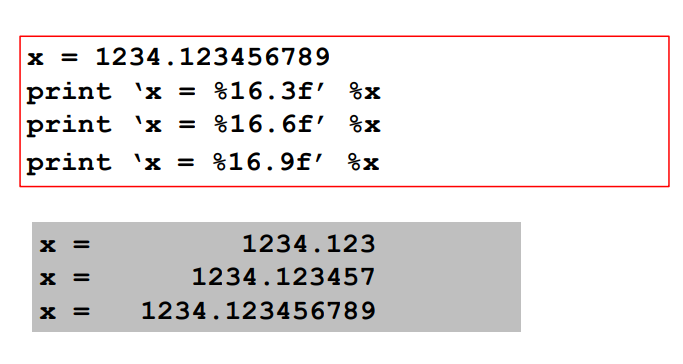 x = 1234.123456789
print ‘x = %16.3f’ %x
print ‘x = %16.6f’ %x
print ‘x = %16.9f’ %x
x =         1234.123
x =      1234.123457
x =   1234.123456789